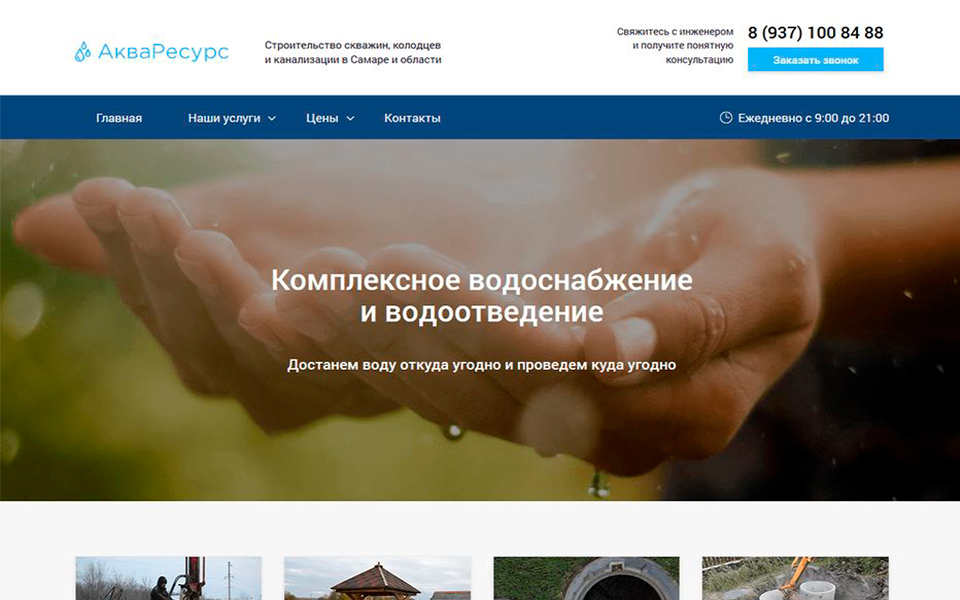 АкваРесурс
Строительство скважин, колодцев
и канализации в Самаре и области
Свяжитесь с инженером
и получите понятную
консультацию
8 (937) 100 84 88
Заказать звонок
Главная
Наши услуги
Цены
Контакты
Ежедневно с 9:00 до 21:00
Комплексное водоснабжение
и водоотведение
Достанем воду откуда угодно и проведем куда угодно